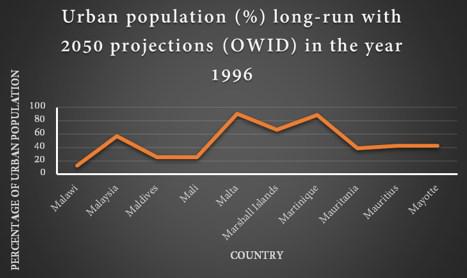 Urban population (%) long-run with
2050 projections (OWID) in the year
1996
PERCENTAGE OF URBAN POPULATION
100
80
60
40
20
0
Malawi
Malaysia
Maldives
Mali
Malta
Marshall Islands
Martinique
Mauritania
Mauritius
Mayotte
COUNTRY